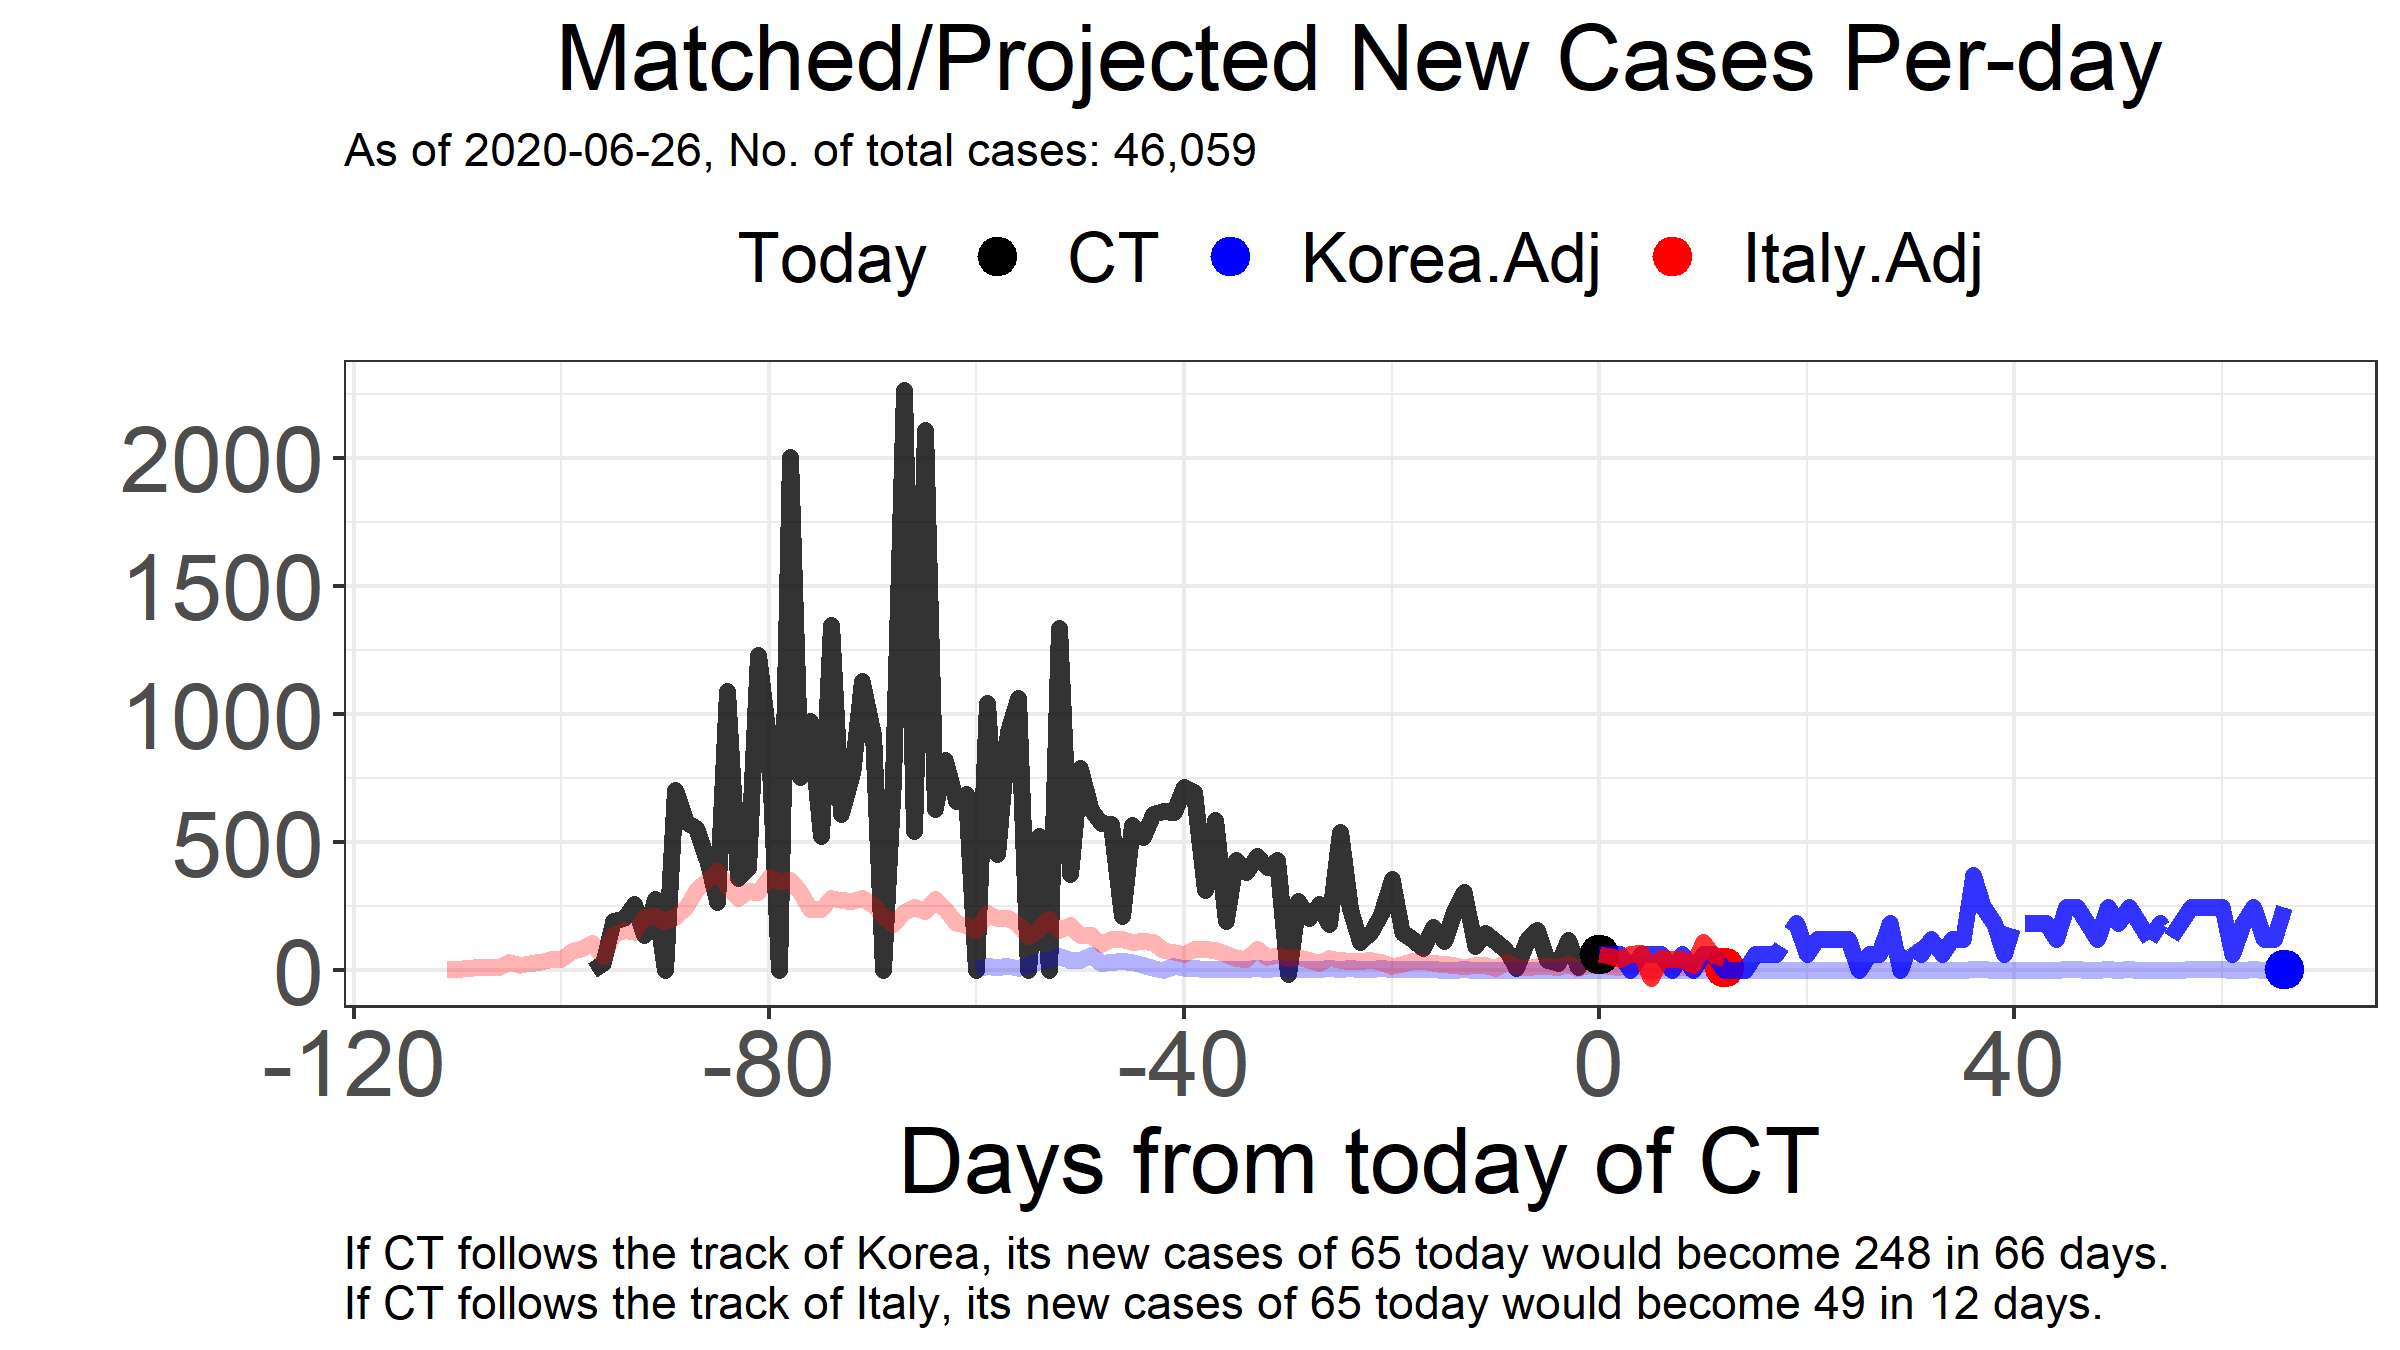 Matched/Projected New Cases Per-day
As of 2020-06-26, No. of total cases: 46,059
Today CT Korea.Adj Italy.Adj
2000
1500
1000
500
0
-120 -80 -40 0 40
Days from today of CT
If CT follows the track of Korea, its new cases of 65 today would become 248 in 66 days.
If CT follows the track of Italy, its new cases of 65 today would become 49 in 12 days.